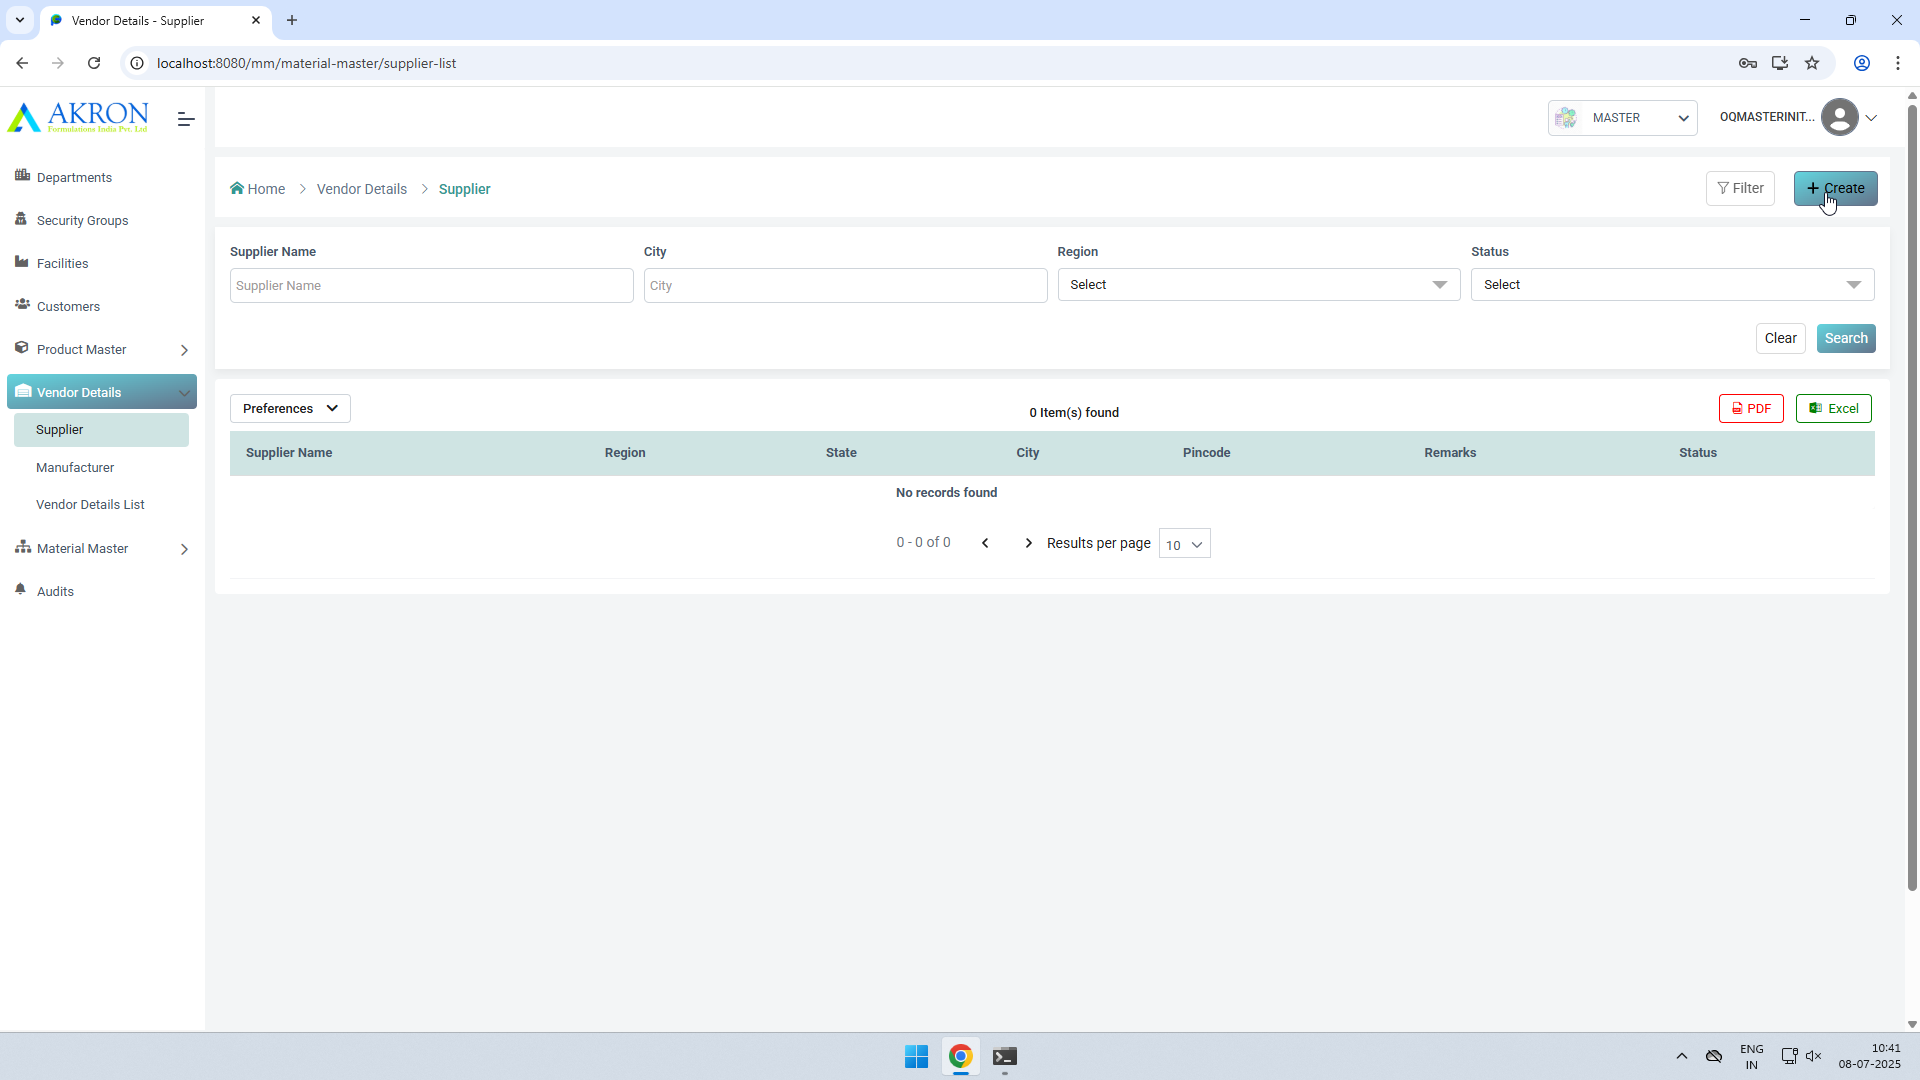 Vendor Details - Supplier
localhost:8080/mm/material-master/supplier-list
AKRON
Formulations India Pvt. Ltd
MASTER
OQMASTERINIT...
Departments
Security Groups
Facilities
Customers
Product Master
Vendor Details
Supplier
Manufacturer
Vendor Details List
Material Master
Audits
Home > Vendor Details > Supplier
Filter
+ Create
Supplier Name City Region Status
Supplier Name City Select Select
Clear Search
Preferences
0 Item(s) found
PDF Excel
Supplier Name Region State City Pincode Remarks Status
No records found
0 - 0 of 0 Results per page 10
ENG
IN
10:41
08-07-2025